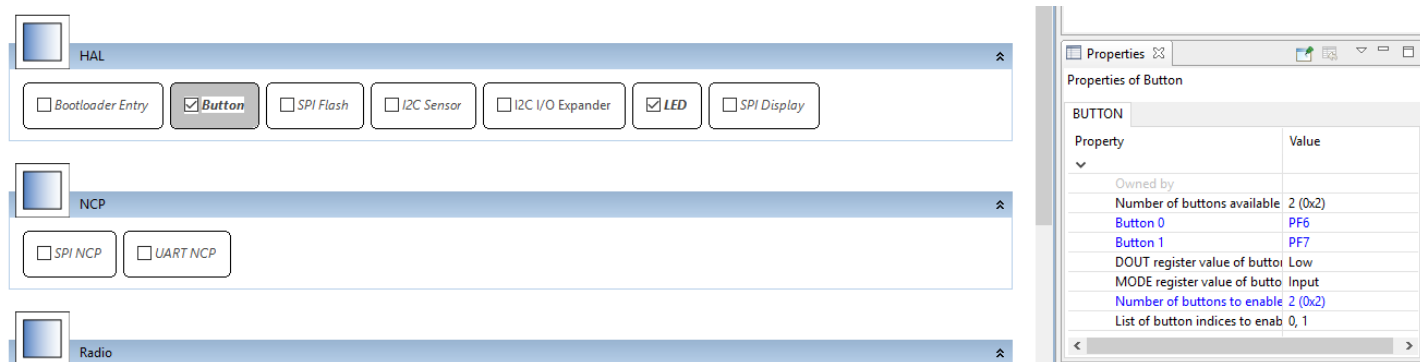 HAL
Bootloader Entry
Button
SPI Flash
I2C Sensor
I2C I/O Expander
LED
SPI Display
NCP
SPI NCP
UART NCP
Radio
Properties
Properties of Button
BUTTON
Property Value
Owned by
Number of buttons available 2 (0x2)
Button 0 PF6
Button 1 PF7
DOUT register value of button Low
MODE register value of butto Input
Number of buttons to enable 2 (0x2)
List of button indices to enab 0, 1